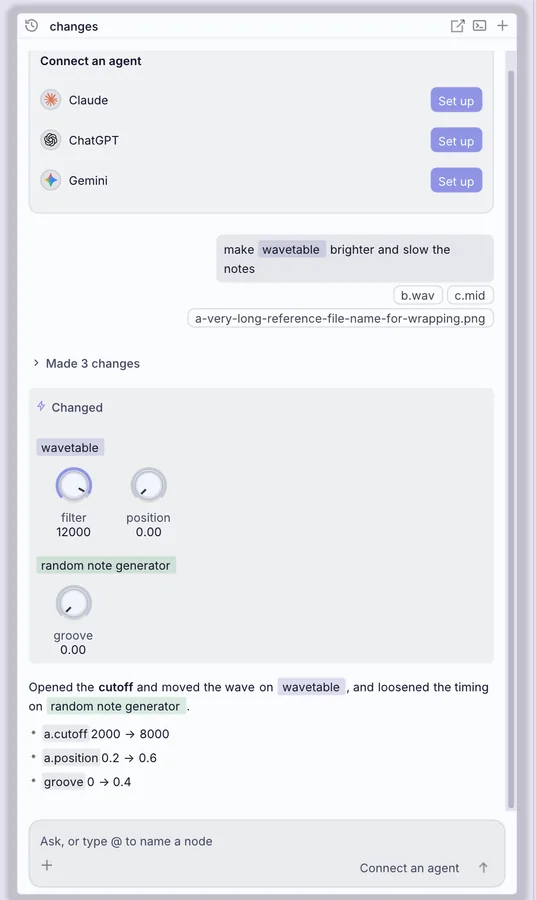 changes
Connect an agent
Claude
Set up
ChatGPT
Set up
Gemini
Set up
make wavetable brighter and slow the
notes
b.wav c.mid
a-very-long-reference-file-name-for-wrapping.png
Made 3 changes
Changed
wavetable
filter position
12000 0.00
random note generator
groove
0.00
Opened the cutoff and moved the wave on wavetable , and loosened the timing
on random note generator .
• a.cutoff 2000 → 8000
• a.position 0.2 → 0.6
• groove 0 → 0.4
Ask, or type @ to name a node
Connect an agent